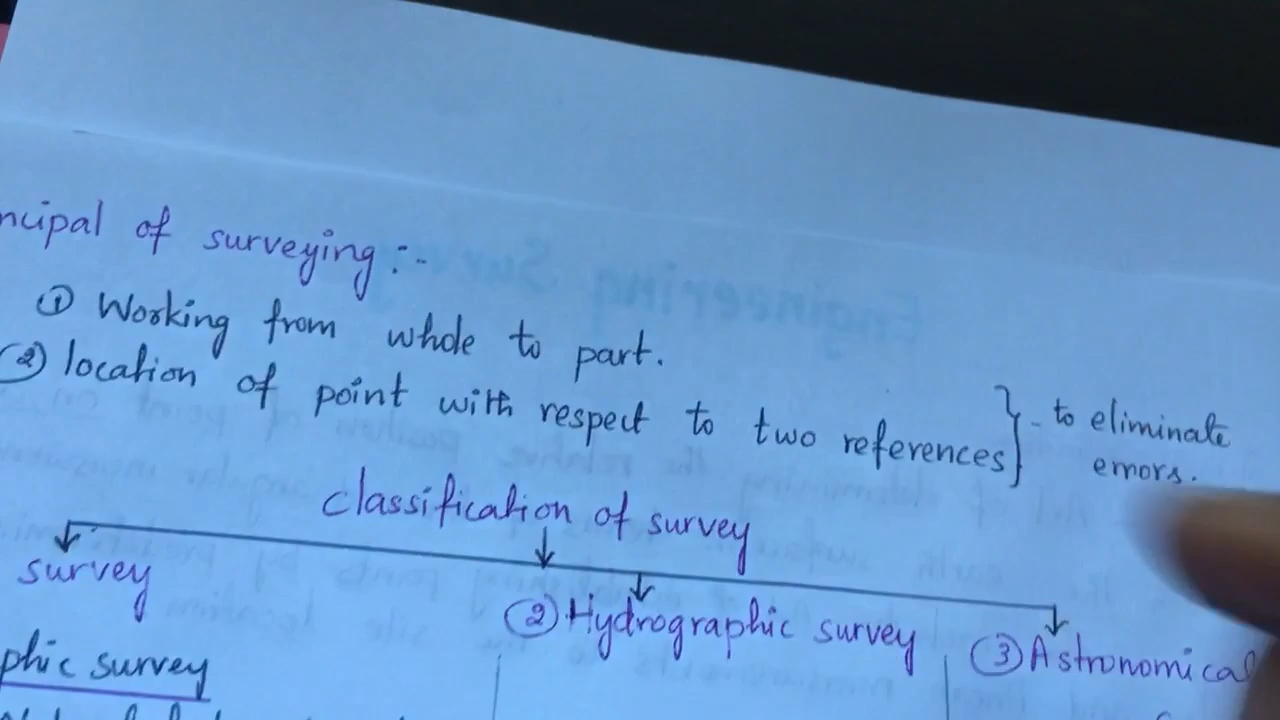 ncipal of surveying :-
① Working from whole to part.
② location of point with respect to two references } - to eliminate
errors.
classification of survey
survey
② Hydrographic survey
③ Astronomical
phic survey